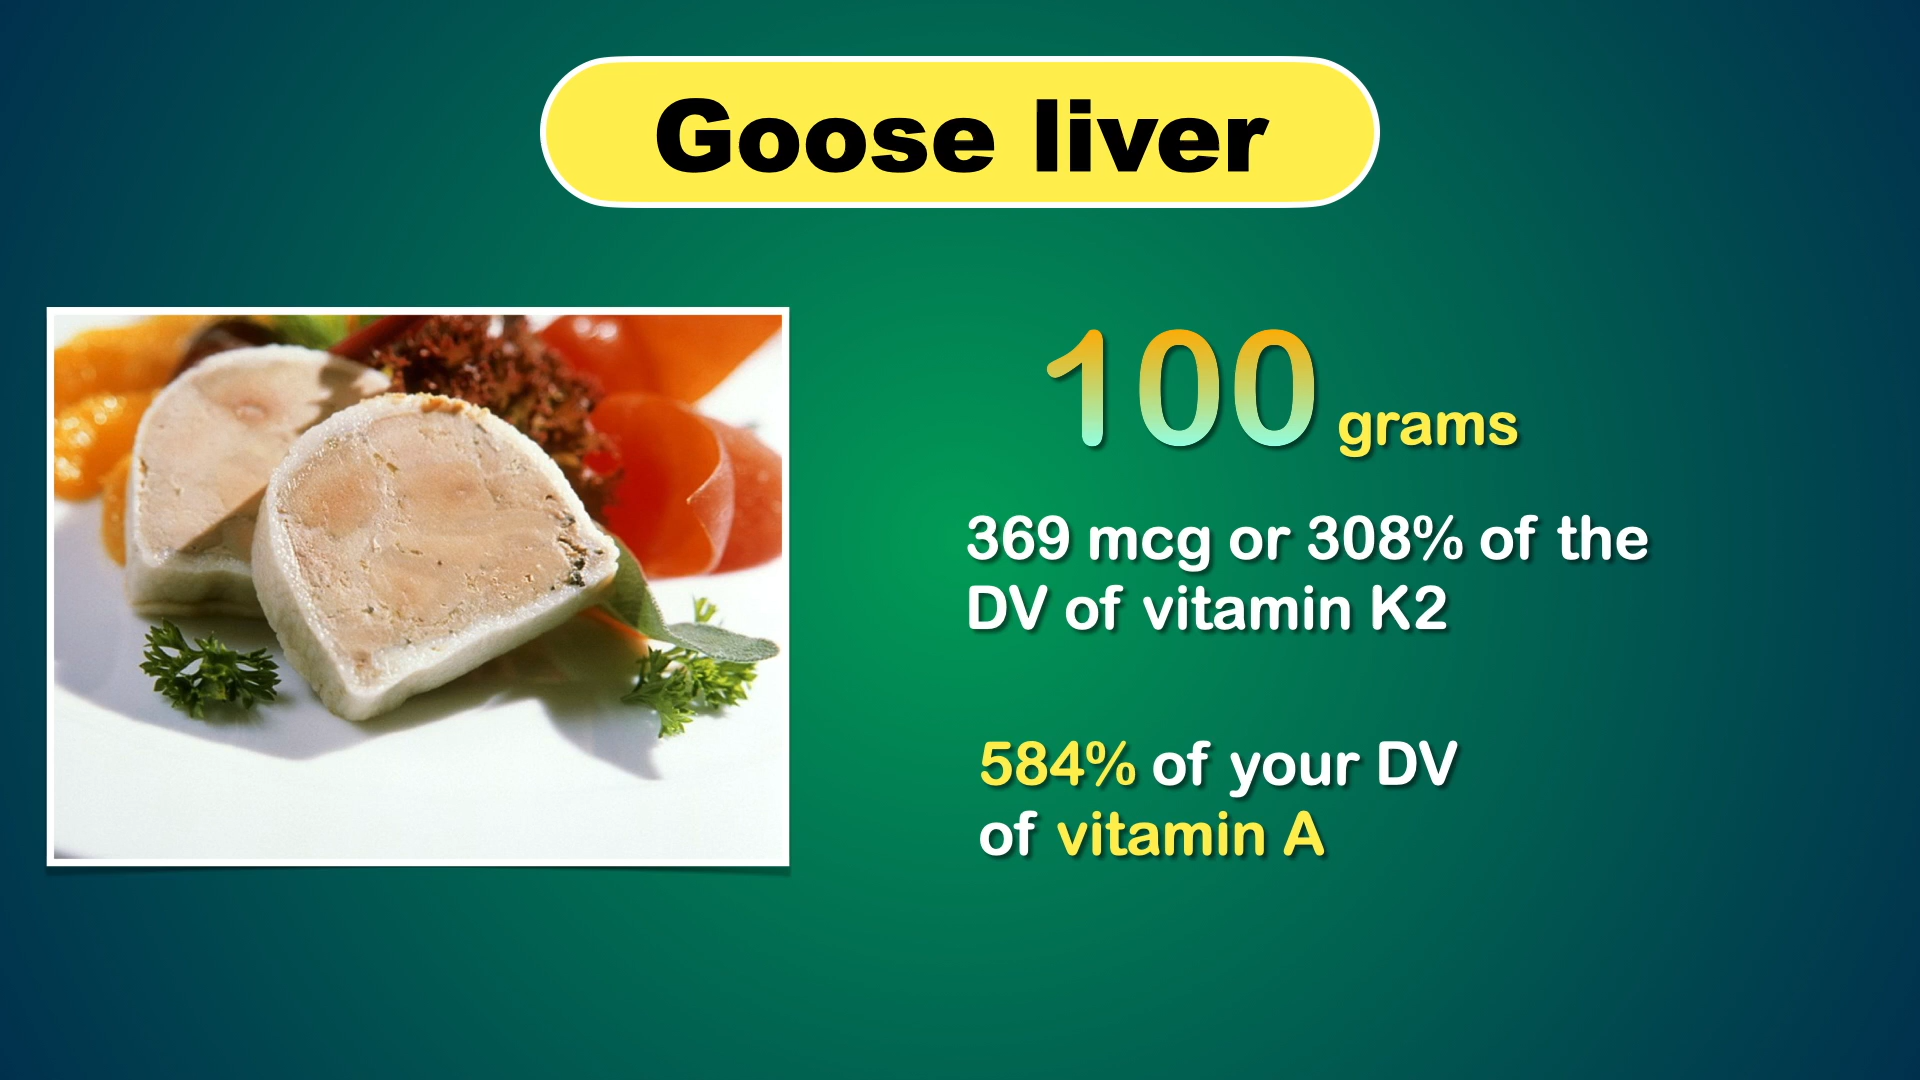 Goose liver
100 grams
369 mcg or 308% of the
DV of vitamin K2
584% of your DV
of vitamin A